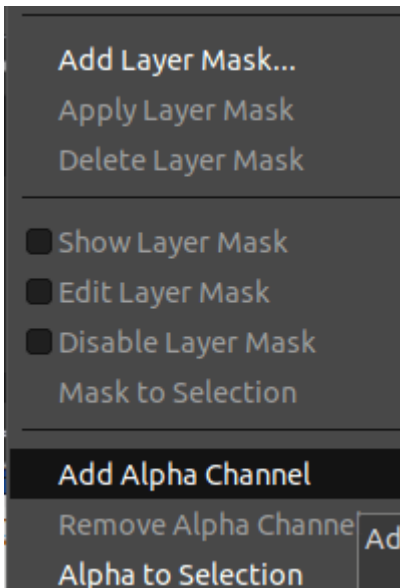 Add Layer Mask...
Apply Layer Mask
Delete Layer Mask
Show Layer Mask
Edit Layer Mask
Disable Layer Mask
Mask to Selection
Add Alpha Channel
Remove Alpha Channe
Ad
Alpha to Selection